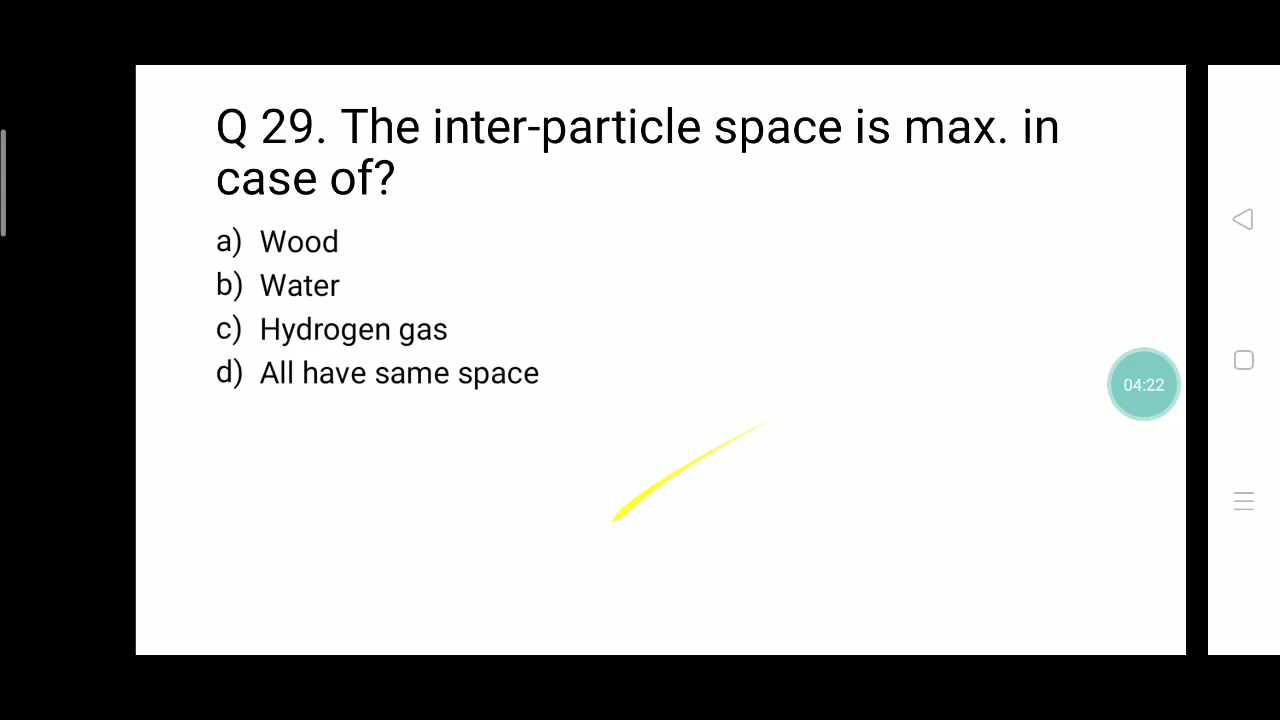 Q 29. The inter-particle space is max. in
case of?
a) Wood
b) Water
c) Hydrogen gas
d) All have same space
04:22